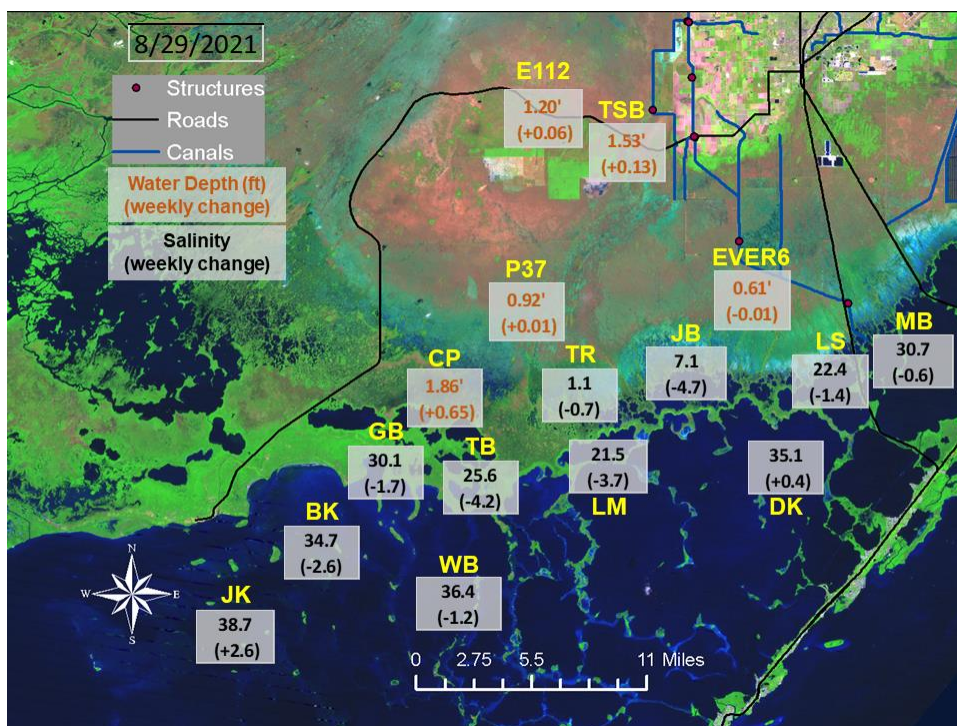 8/29/2021
Structures
Roads
Canals
Water Depth (ft)
(weekly change)
Salinity
(weekly change)
E112
1.20'
(+0.06)
TSB
1.53'
(+0.13)
P37
0.92'
(+0.01)
EVER6
0.61'
(-0.01)
CP
1.86'
(+0.65)
TR
1.1
(-0.7)
JB
7.1
(-4.7)
LS
22.4
(-1.4)
MB
30.7
(-0.6)
GB
30.1
(-1.7)
TB
25.6
(-4.2)
21.5
(-3.7)
LM
35.1
(+0.4)
DK
BK
34.7
(-2.6)
JK
38.7
(+2.6)
WB
36.4
(-1.2)
N
W E
S
0 2.75 5.5 11 Miles